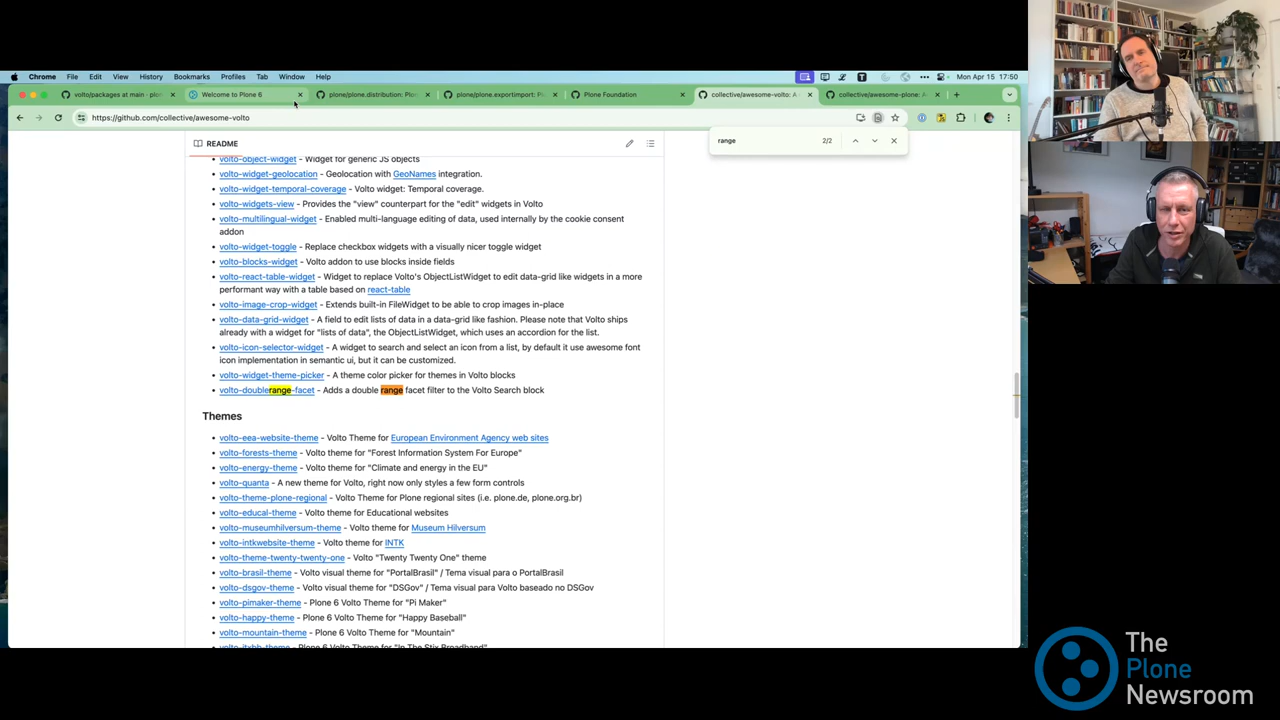 Chrome File Edit View History Bookmarks Profiles Tab Window Help Mon Apr 15 17:50
volto/packages at main · plon Welcome to Plone 6 plone/plone.distribution: Plo plone/plone.exportimport: Pl Plone Foundation collective/awesome-volto: A collective/awesome-plone: A
https://github.com/collective/awesome-volto
range 2/2
README
volto-object-widget - Widget for generic JS objects
volto-widget-geolocation - Geolocation with GeoNames integration.
volto-widget-temporal-coverage - Volto widget: Temporal coverage.
volto-widgets-view - Provides the "view" counterpart for the "edit" widgets in Volto
volto-multilingual-widget - Enabled multi-language editing of data, used internally by the cookie consent
addon
volto-widget-toggle - Replace checkbox widgets with a visually nicer toggle widget
volto-blocks-widget - Volto addon to use blocks inside fields
volto-react-table-widget - Widget to replace Volto's ObjectListWidget to edit data-grid like widgets in a more
performant way with a table based on react-table
volto-image-crop-widget - Extends built-in FileWidget to be able to crop images in-place
volto-data-grid-widget - A field to edit lists of data in a data-grid like fashion. Please note that Volto ships
already with a widget for "lists of data", the ObjectListWidget, which uses an accordion for the list.
volto-icon-selector-widget - A widget to search and select an icon from a list, by default it use awesome font
icon implementation in semantic ui, but it can be customized.
volto-widget-theme-picker - A theme color picker for themes in Volto blocks
volto-doublerange-facet - Adds a double range facet filter to the Volto Search block
Themes
volto-eea-website-theme - Volto Theme for European Environment Agency web sites
volto-forests-theme - Volto theme for "Forest Information System For Europe"
volto-energy-theme - Volto theme for "Climate and energy in the EU"
volto-quanta - A new theme for Volto, right now only styles a few form controls
volto-theme-plone-regional - Volto Theme for Plone regional sites (i.e. plone.de, plone.org.br)
volto-educal-theme - Volto theme for Educational websites
volto-museumhilversum-theme - Volto theme for Museum Hilversum
volto-intkwebsite-theme - Volto theme for INTK
volto-theme-twenty-twenty-one - Volto "Twenty Twenty One" theme
volto-brasil-theme - Volto visual theme for "PortalBrasil" / Tema visual para o PortalBrasil
volto-dsgov-theme - Volto visual theme for "DSGov" / Tema visual para Volto baseado no DSGov
volto-pimaker-theme - Plone 6 Volto Theme for "Pi Maker"
volto-happy-theme - Plone 6 Volto Theme for "Happy Baseball"
volto-mountain-theme - Plone 6 Volto Theme for "Mountain"
The
Plone
Newsroom